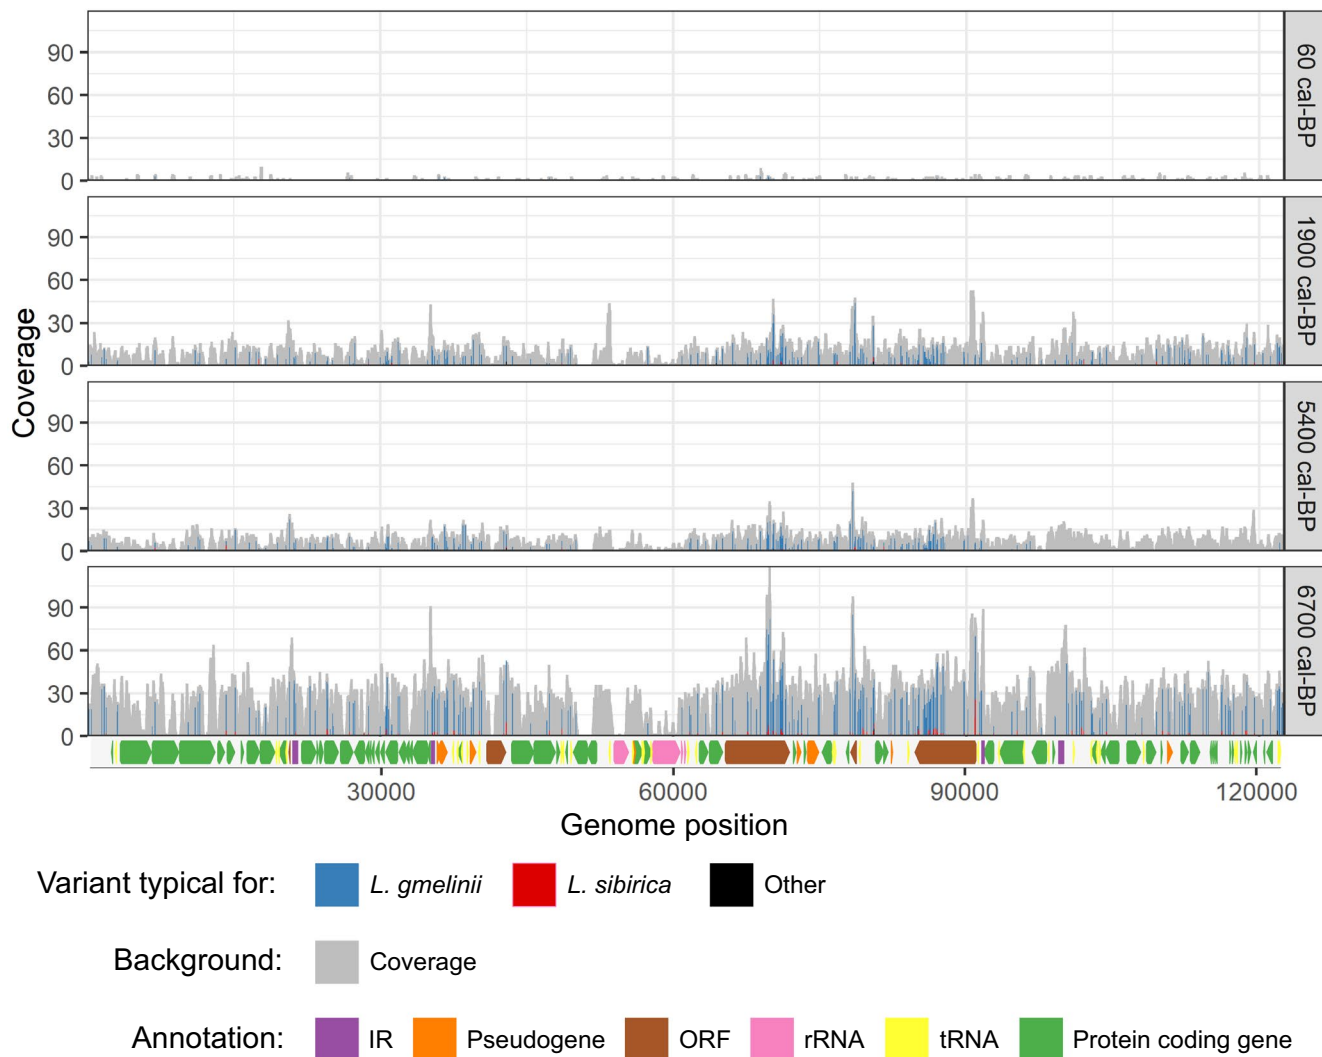 Coverage
90
60
30
0
60 cal-BP
90
60
30
0
1900 cal-BP
90
60
30
0
5400 cal-BP
90
60
30
0
6700 cal-BP
30000 60000 90000 120000
Genome position
Variant typical for: L. gmelinii L. sibirica Other
Background: Coverage
Annotation: IR Pseudogene ORF rRNA tRNA Protein coding gene